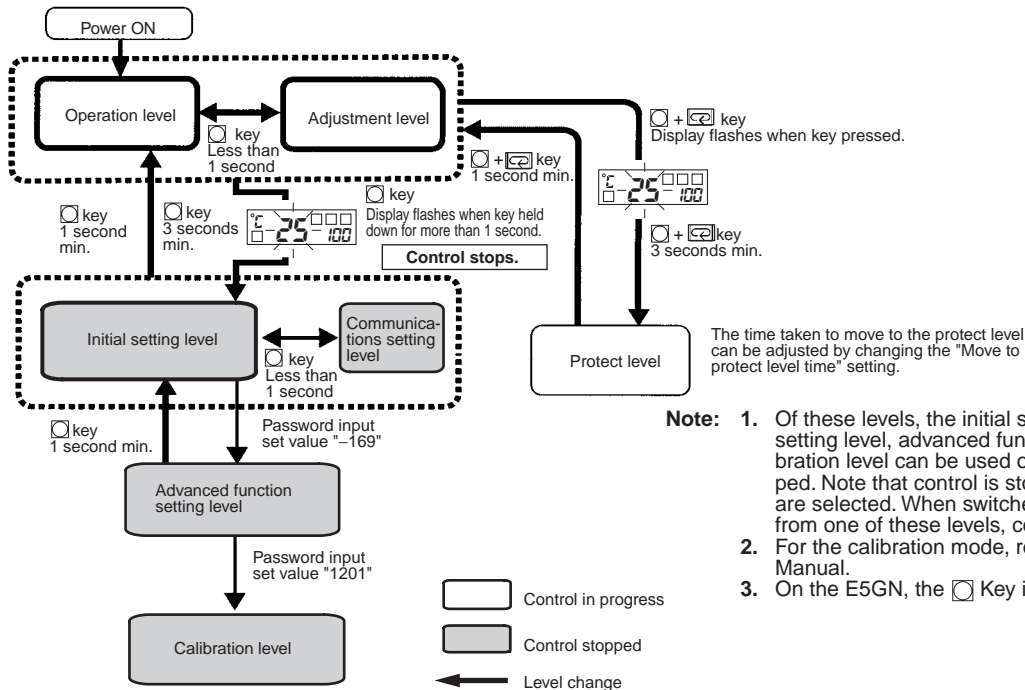 Power ON
Operation level
Adjustment level
key
Less than
1 second
+ key
Display flashes when key pressed.
+ key
1 second min.
°C
-25
100
key
1 second
min.
key
3 seconds
min.
°C
-25
100
key
Display flashes when key held
down for more than 1 second.
Control stops.
+ key
3 seconds min.
Initial setting level
Communica-
tions setting
level
key
Less than
1 second
Protect level
The time taken to move to the protect level
can be adjusted by changing the "Move to
protect level time" setting.
key
1 second min.
Password input
set value "–169"
Note: 1. Of these levels, the initial s
setting level, advanced fun
bration level can be used o
ped. Note that control is sto
are selected. When switche
from one of these levels, co
2. For the calibration mode, re
Manual.
3. On the E5GN, the Key i
Advanced function
setting level
Password input
set value "1201"
Calibration level
Control in progress
Control stopped
Level change